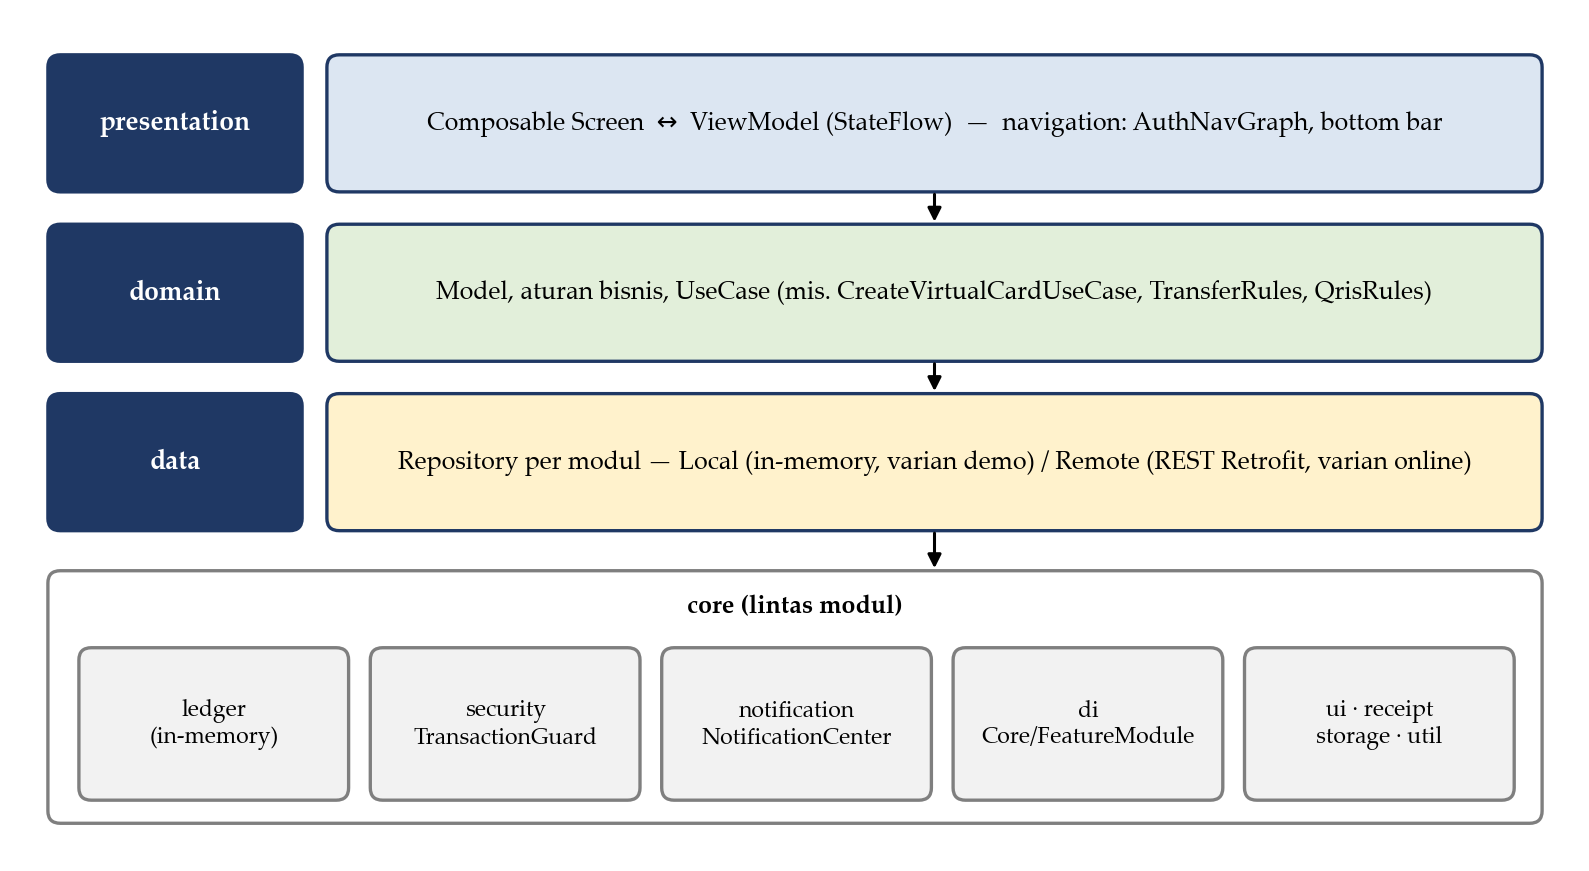 presentation
Composable Screen ↔ ViewModel (StateFlow) — navigation: AuthNavGraph, bottom bar
domain
Model, aturan bisnis, UseCase (mis. CreateVirtualCardUseCase, TransferRules, QrisRules)
data
Repository per modul — Local (in-memory, varian demo) / Remote (REST Retrofit, varian online)
core (lintas modul)
ledger
(in-memory)
security
TransactionGuard
notification
NotificationCenter
di
Core/FeatureModule
ui · receipt
storage · util